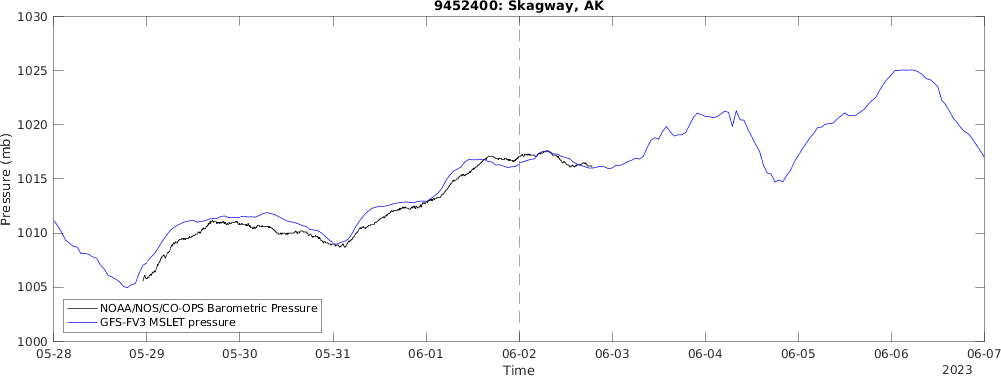 9452400: Skagway, AK
1030
1025
1020
1015
1010
1005
1000
Pressure (mb)
NOAA/NOS/CO-OPS Barometric Pressure
GFS-FV3 MSLET pressure
05-28 05-29 05-30 05-31 06-01 06-02 06-03 06-04 06-05 06-06 06-07
Time
2023